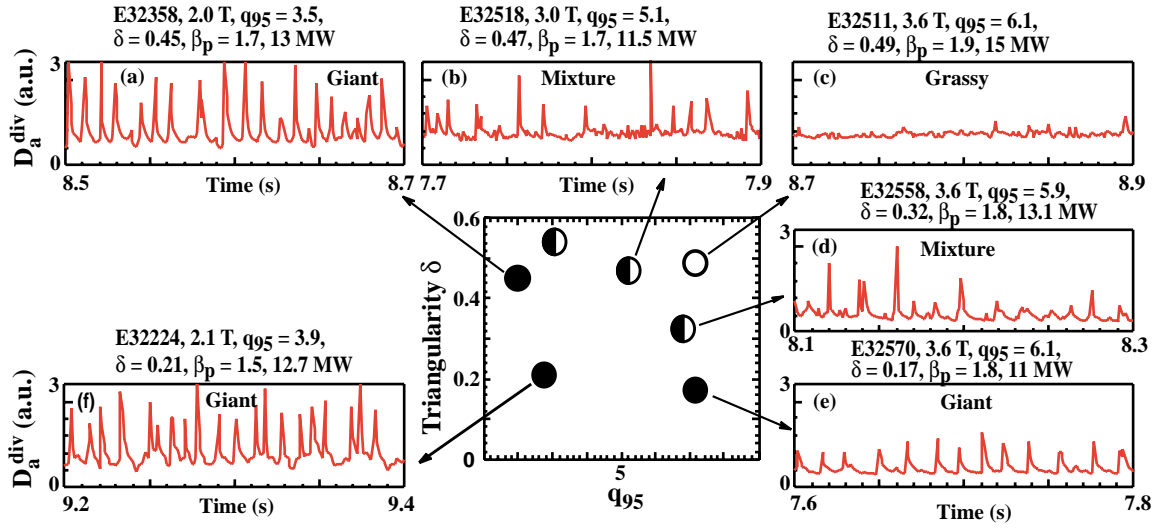 E32358, 2.0 T, q95 = 3.5,
δ = 0.45, βp = 1.7, 13 MW
E32518, 3.0 T, q95 = 5.1,
δ = 0.47, βp = 1.7, 11.5 MW
E32511, 3.6 T, q95 = 6.1,
δ = 0.49, βp = 1.9, 15 MW
3
(a)
Giant
Da^div (a.u.)
0
8.5
Time (s)
8.7
(b)
Mixture
7.7
Time (s)
7.9
3
(c)
Grassy
0
8.7
Time (s)
8.9
E32558, 3.6 T, q95 = 5.9,
δ = 0.32, βp = 1.8, 13.1 MW
3
(d)
Mixture
0
8.1
8.3
0.6
0.4
0.2
0
Triangularity δ
5
q95
E32224, 2.1 T, q95 = 3.9,
δ = 0.21, βp = 1.5, 12.7 MW
3
(f)
Giant
Da^div (a.u.)
0
9.2
Time (s)
9.4
E32570, 3.6 T, q95 = 6.1,
δ = 0.17, βp = 1.8, 11 MW
3
(e)
Giant
0
7.6
Time (s)
7.8